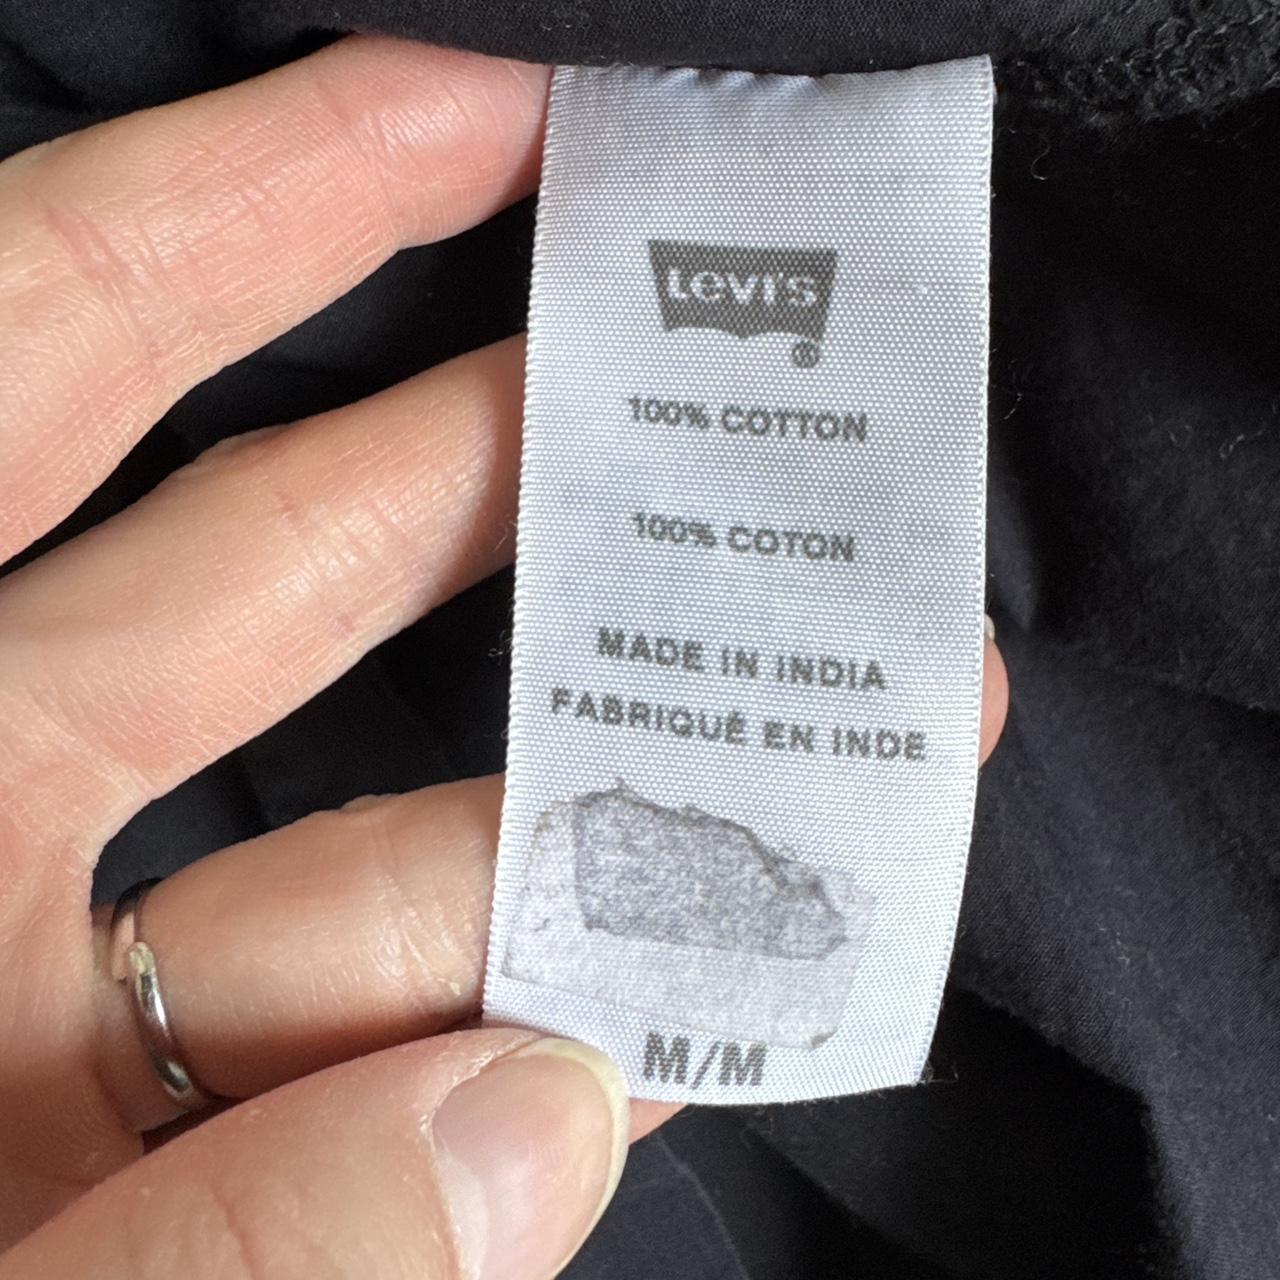 Levi's
®
100% COTTON
100% COTON
MADE IN INDIA
FABRIQUÉ EN INDE
M/M